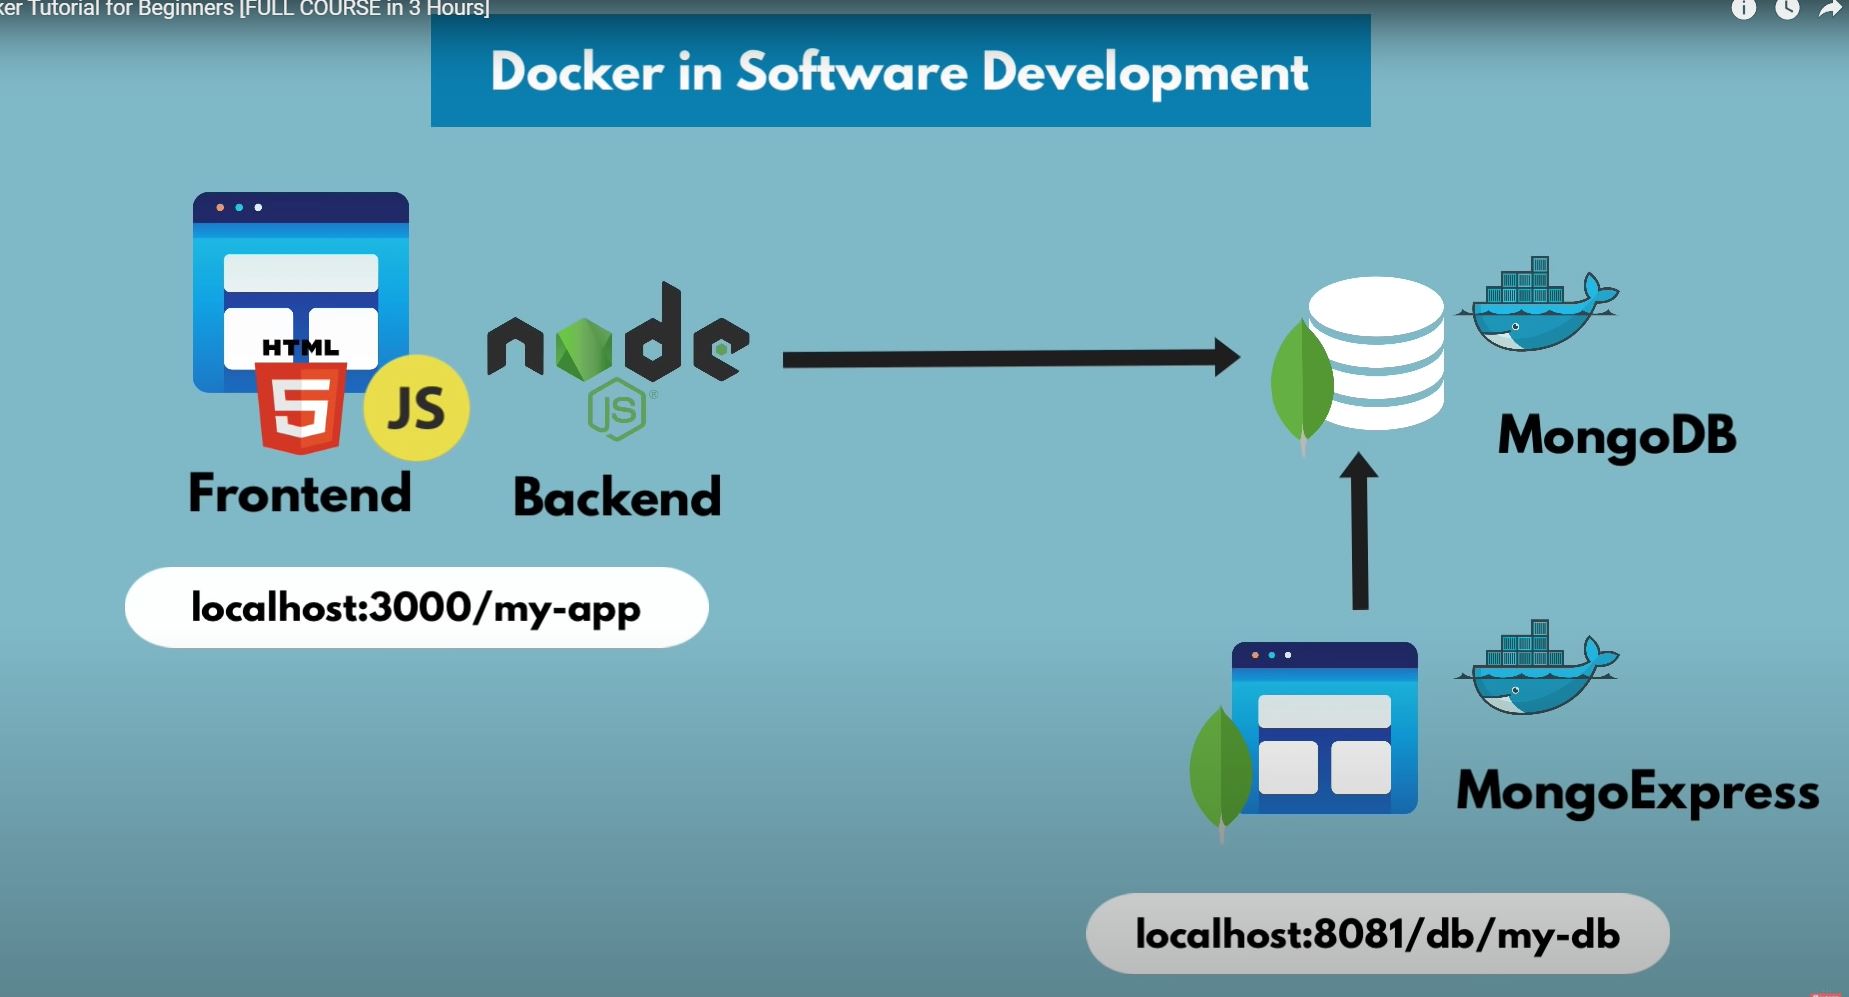 ker Tutorial for Beginners [FULL COURSE in 3 Hours]
Docker in Software Development
HTML
5
JS
node
JS
®
Frontend
Backend
localhost:3000/my-app
MongoDB
MongoExpress
localhost:8081/db/my-db